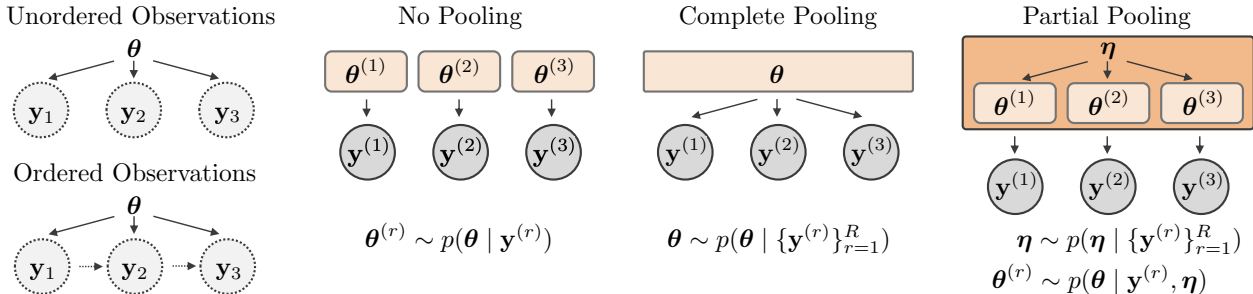 Unordered Observations
θ
y₁ y₂ y₃
Ordered Observations
θ
y₁ y₂ y₃
No Pooling
θ⁽¹⁾ θ⁽²⁾ θ⁽³⁾
y⁽¹⁾ y⁽²⁾ y⁽³⁾
θ⁽ʳ⁾ ∼ p(θ | y⁽ʳ⁾)
Complete Pooling
θ
y⁽¹⁾ y⁽²⁾ y⁽³⁾
θ ∼ p(θ | {y⁽ʳ⁾}ᴿᵣ₌₁)
Partial Pooling
η
θ⁽¹⁾ θ⁽²⁾ θ⁽³⁾
y⁽¹⁾ y⁽²⁾ y⁽³⁾
η ∼ p(η | {y⁽ʳ⁾}ᴿᵣ₌₁)
θ⁽ʳ⁾ ∼ p(θ | y⁽ʳ⁾, η)